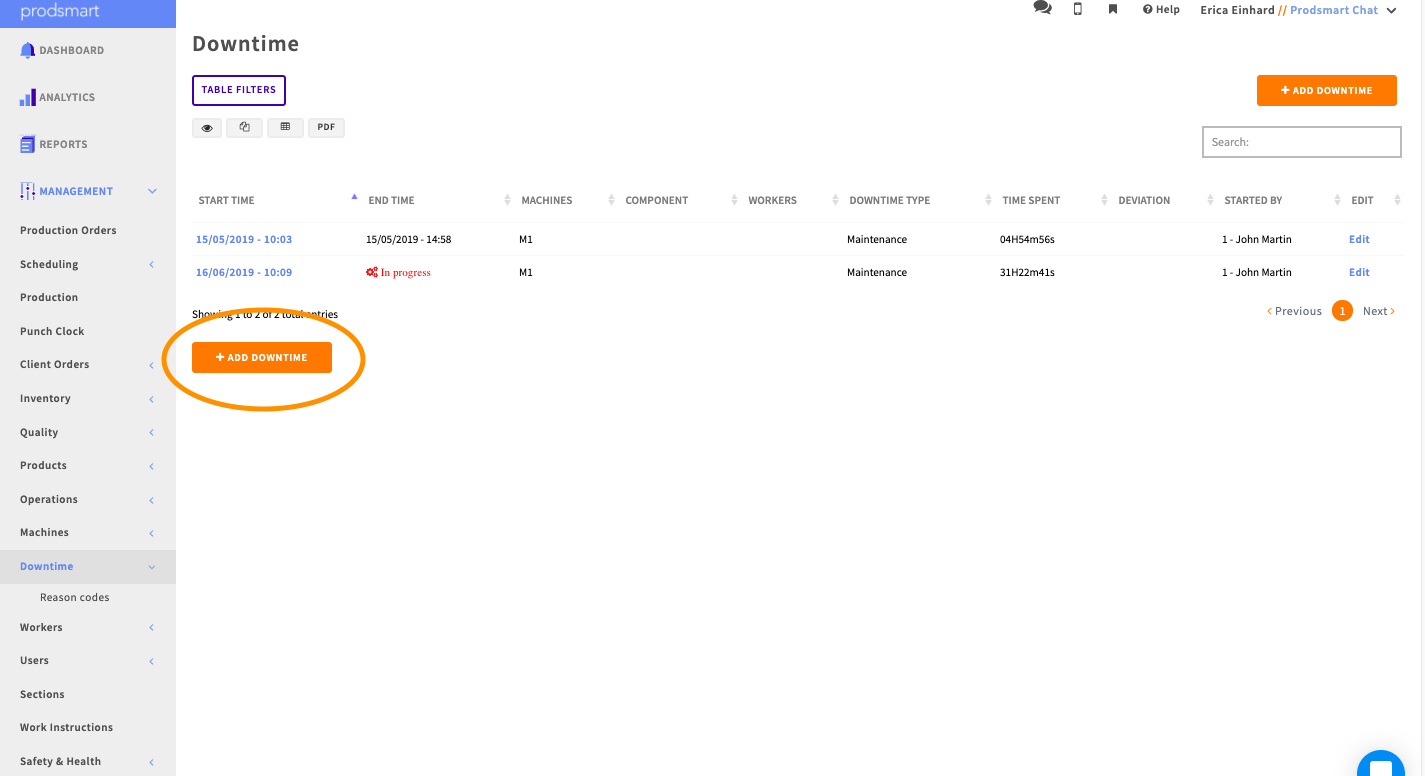 prodsmart
Help
Erica Einhard // Prodsmart Chat
DASHBOARD
ANALYTICS
REPORTS
MANAGEMENT
Production Orders
Scheduling
Production
Punch Clock
Client Orders
Inventory
Quality
Products
Operations
Machines
Downtime
Reason codes
Workers
Users
Sections
Work Instructions
Safety & Health
Downtime
TABLE FILTERS
+ ADD DOWNTIME
PDF
Search:
START TIME END TIME MACHINES COMPONENT WORKERS DOWNTIME TYPE TIME SPENT DEVIATION STARTED BY EDIT
15/05/2019 - 10:03 15/05/2019 - 14:58 M1 Maintenance 04H54m56s 1 - John Martin Edit
16/06/2019 - 10:09 In progress M1 Maintenance 31H22m41s 1 - John Martin Edit
Showing 1 to 2 of 2 total entries
Previous 1 Next
+ ADD DOWNTIME